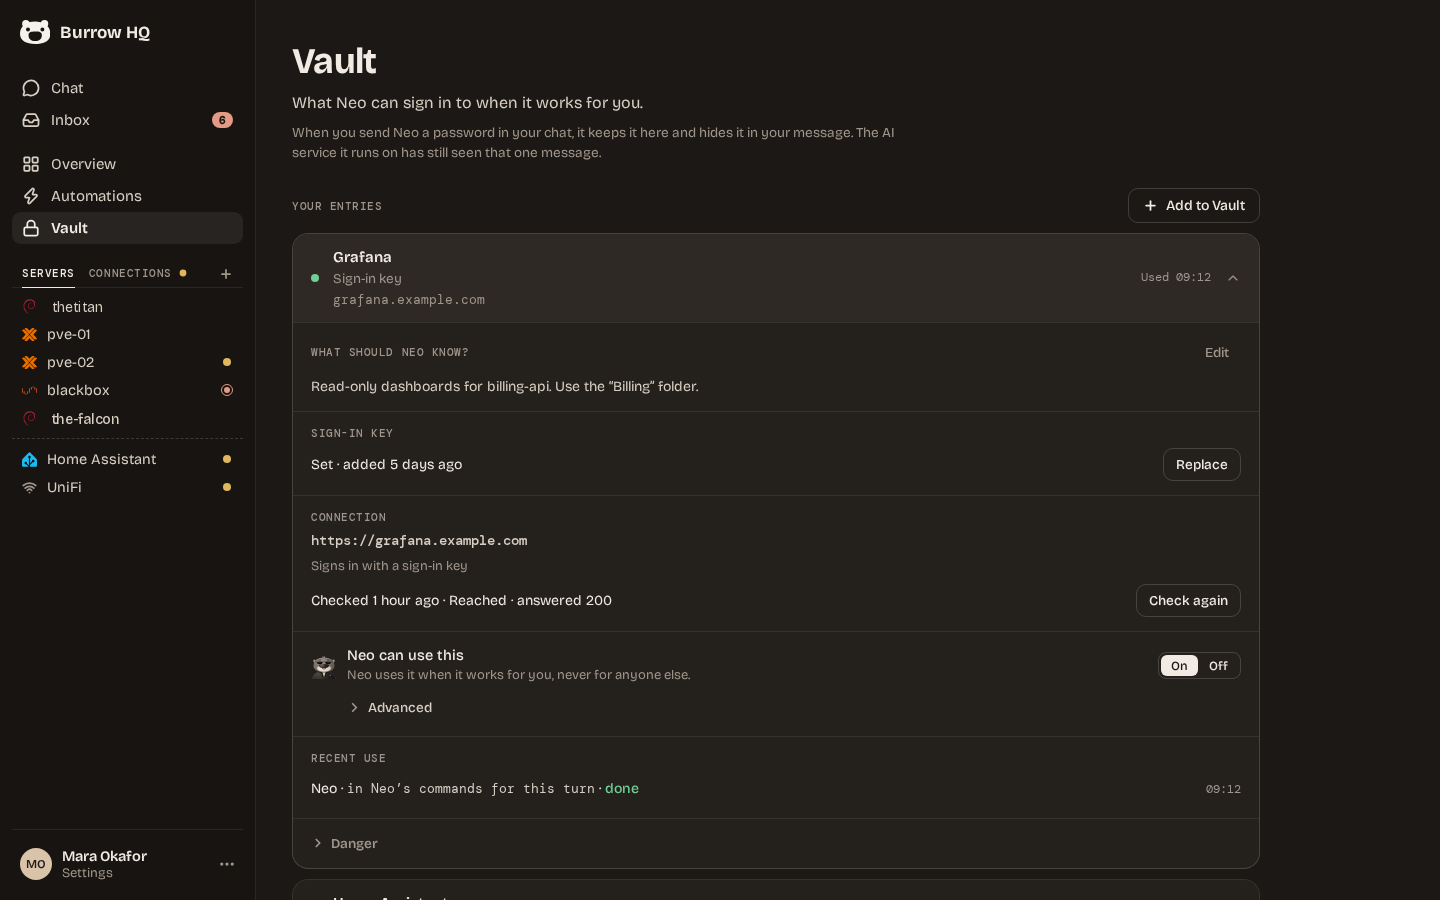 Burrow HQ
Chat
Inbox
6
Overview
Automations
Vault
SERVERS
CONNECTIONS
thetitan
pve-01
pve-02
blackbox
the-falcon
Home Assistant
UniFi
MO
Mara Okafor
Settings
Vault
What Neo can sign in to when it works for you.
When you send Neo a password in your chat, it keeps it here and hides it in your message. The AI
service it runs on has still seen that one message.
YOUR ENTRIES
Add to Vault
Grafana
Sign-in key
grafana.example.com
Used 09:12
WHAT SHOULD NEO KNOW?
Edit
Read-only dashboards for billing-api. Use the “Billing” folder.
SIGN-IN KEY
Set · added 5 days ago
Replace
CONNECTION
https://grafana.example.com
Signs in with a sign-in key
Checked 1 hour ago · Reached · answered 200
Check again
Neo can use this
Neo uses it when it works for you, never for anyone else.
On
Off
Advanced
RECENT USE
Neo · in Neo’s commands for this turn · done
09:12
Danger